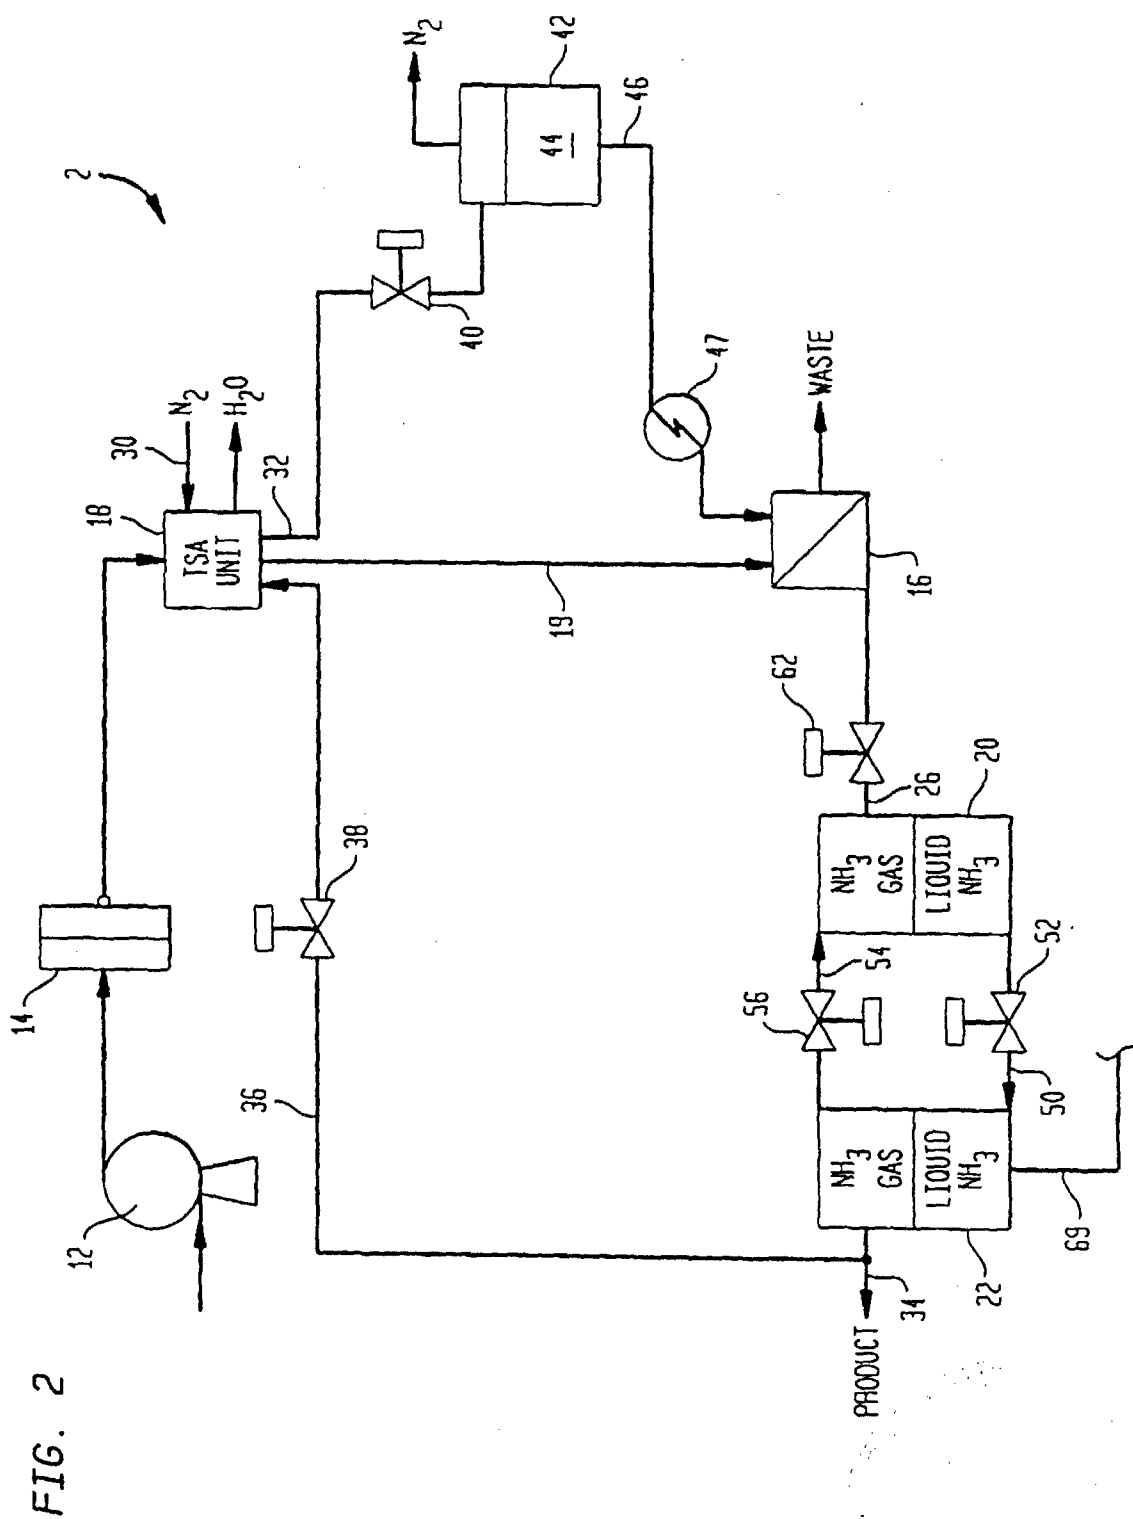 FIG. 2
2
12
14
18
TSA
UNIT
30
N2
H2O
32
N2
42
44
46
40
47
WASTE
19
16
38
36
62
26
20
NH3
GAS
LIQUID
NH3
54
56
52
50
NH3
GAS
LIQUID
NH3
22
69
34
PRODUCT